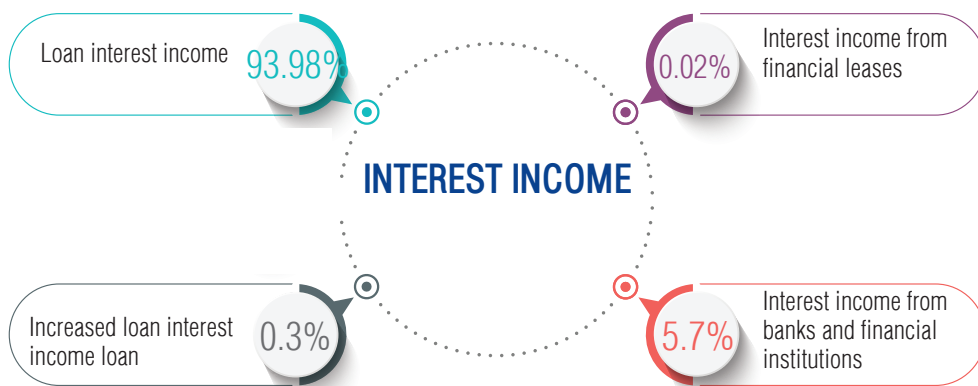 Loan interest income
93.98%
0.02%
Interest income from
financial leases
INTEREST INCOME
Increased loan interest
income loan
0.3%
5.7%
Interest income from
banks and financial
institutions